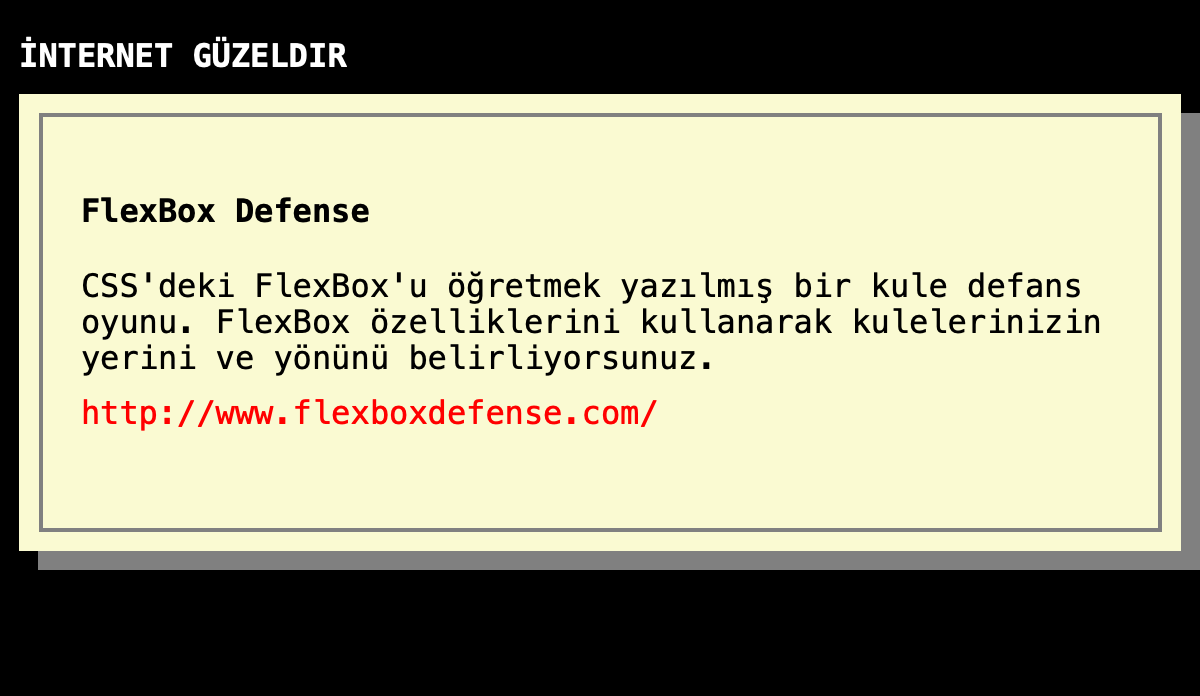 İNTERNET GÜZELDIR
FlexBox Defense
CSS'deki FlexBox'u öğretmek yazılmış bir kule defans
oyunu. FlexBox özelliklerini kullanarak kulelerinizin
yerini ve yönünü belirliyorsunuz.
http://www.flexboxdefense.com/